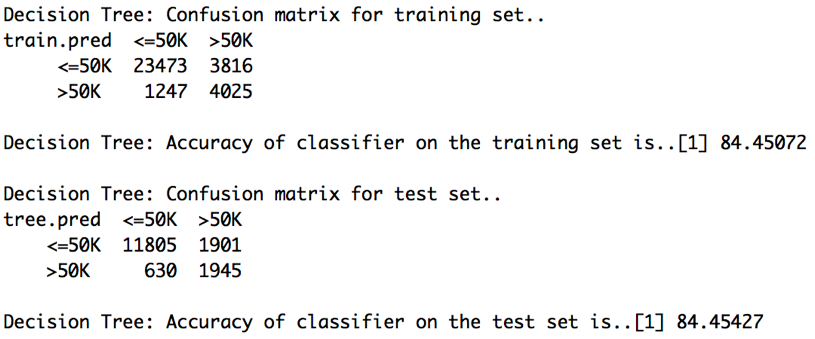 Decision Tree: Confusion matrix for training set..
train.pred <=50K >50K
<=50K 23473 3816
>50K 1247 4025
Decision Tree: Accuracy of classifier on the training set is..[1] 84.45072
Decision Tree: Confusion matrix for test set..
tree.pred <=50K >50K
<=50K 11805 1901
>50K 630 1945
Decision Tree: Accuracy of classifier on the test set is..[1] 84.45427